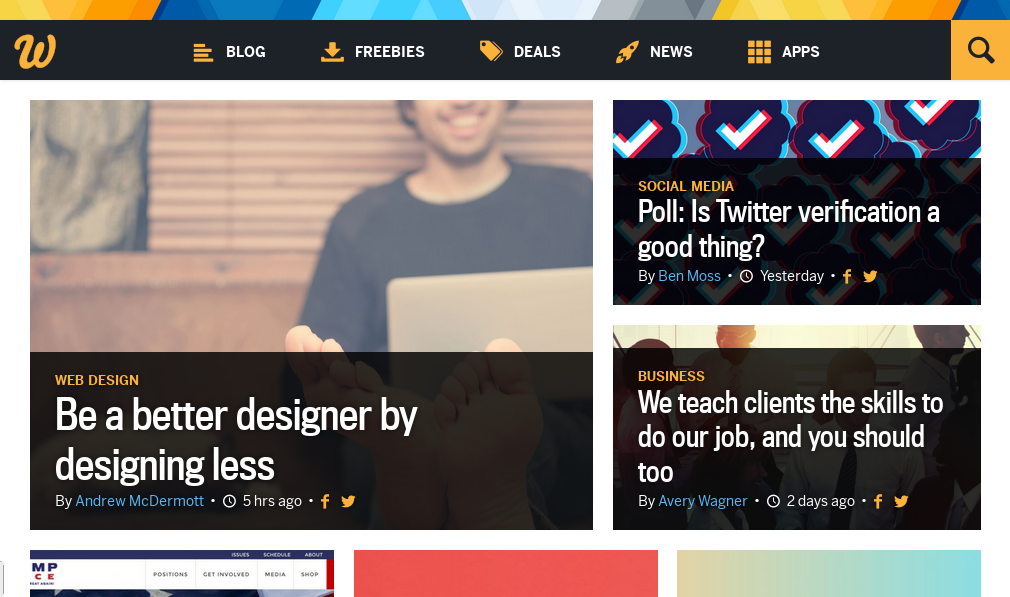 W
BLOG
FREEBIES
DEALS
NEWS
APPS
WEB DESIGN
Be a better designer by
designing less
By Andrew McDermott • 5 hrs ago •
SOCIAL MEDIA
Poll: Is Twitter verification a
good thing?
By Ben Moss • Yesterday •
BUSINESS
We teach clients the skills to
do our job, and you should
too
By Avery Wagner • 2 days ago •
ISSUES SCHEDULE ABOUT
MP
CE
POSITIONS GET INVOLVED MEDIA SHOP